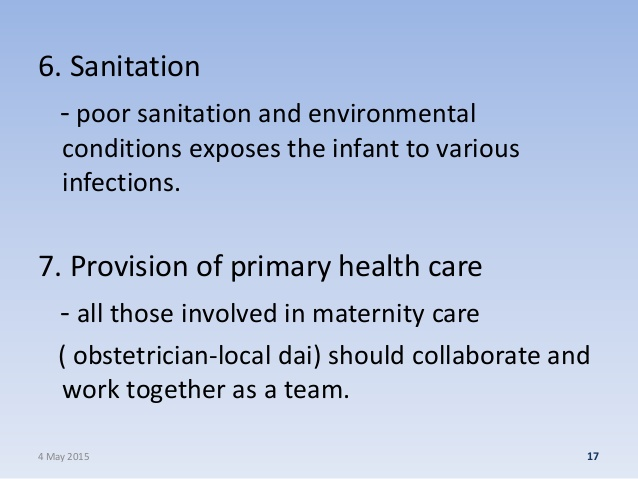 6. Sanitation
- poor sanitation and environmental
conditions exposes the infant to various
infections.
7. Provision of primary health care
- all those involved in maternity care
( obstetrician-local dai) should collaborate and
work together as a team.
4 May 2015
17